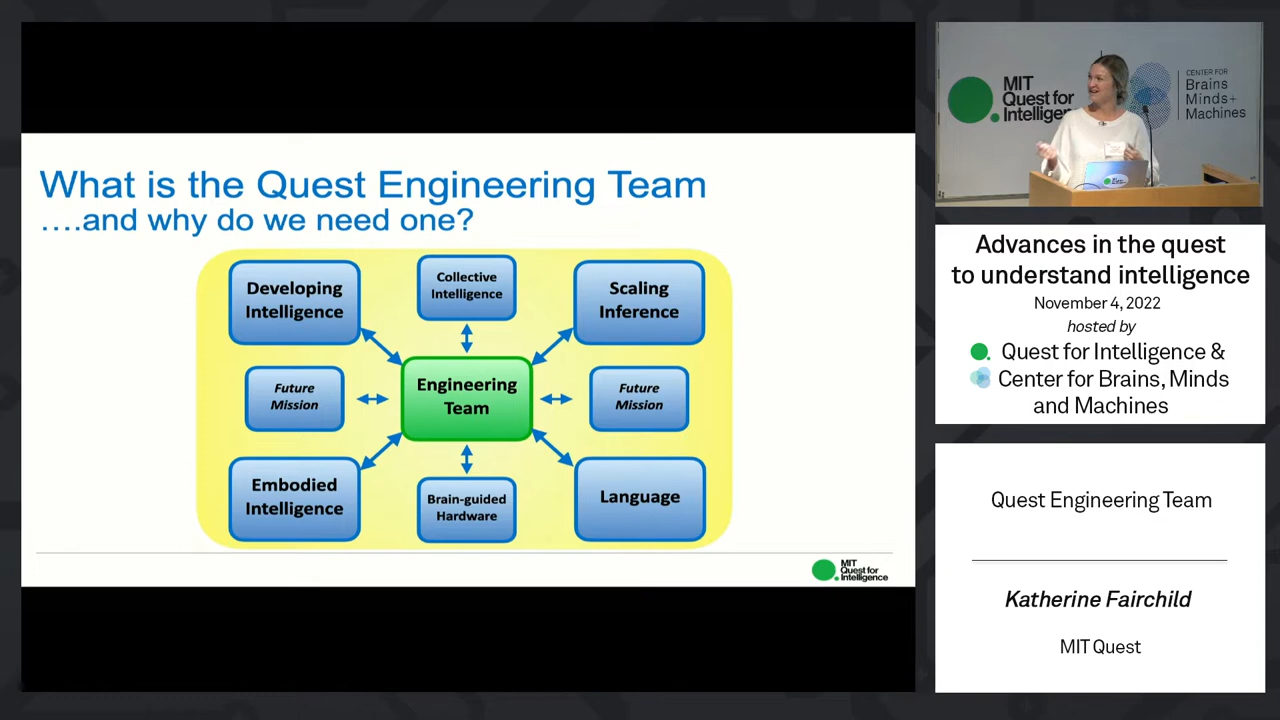 What is the Quest Engineering Team
….and why do we need one?
Developing
Intelligence
Collective
Intelligence
Scaling
Inference
Future
Mission
Engineering
Team
Future
Mission
Embodied
Intelligence
Brain-guided
Hardware
Language
MIT
Quest for
Intelligence
MIT
Quest for
Intelligence
CENTER FOR
Brains
Minds+
Machines
Advances in the quest
to understand intelligence
November 4, 2022
hosted by
Quest for Intelligence &
Center for Brains, Minds
and Machines
Quest Engineering Team
Katherine Fairchild
MIT Quest